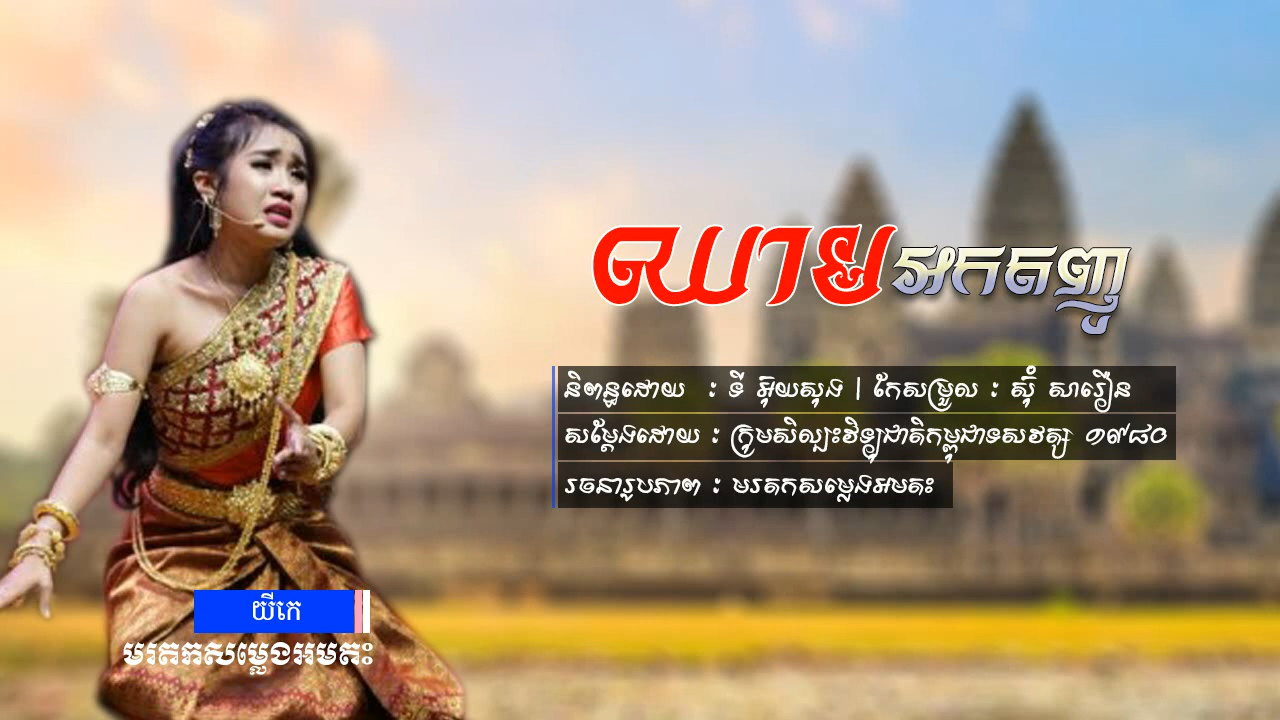 ឈាមអកតញ្ញូ
និពន្ធដោយ : ទី អ៊ុយសុង | កែសម្រួល : ស៊ុំ សារឿន
សម្តែងដោយ : ក្រុមសិល្បះវិទ្យុជាតិកម្ពុជាទសវត្ស ១៩៨០
រចនារូបភាព : មរតកសម្លេងអមតះ
យីកេ
មរតកសម្លេងអមតះ